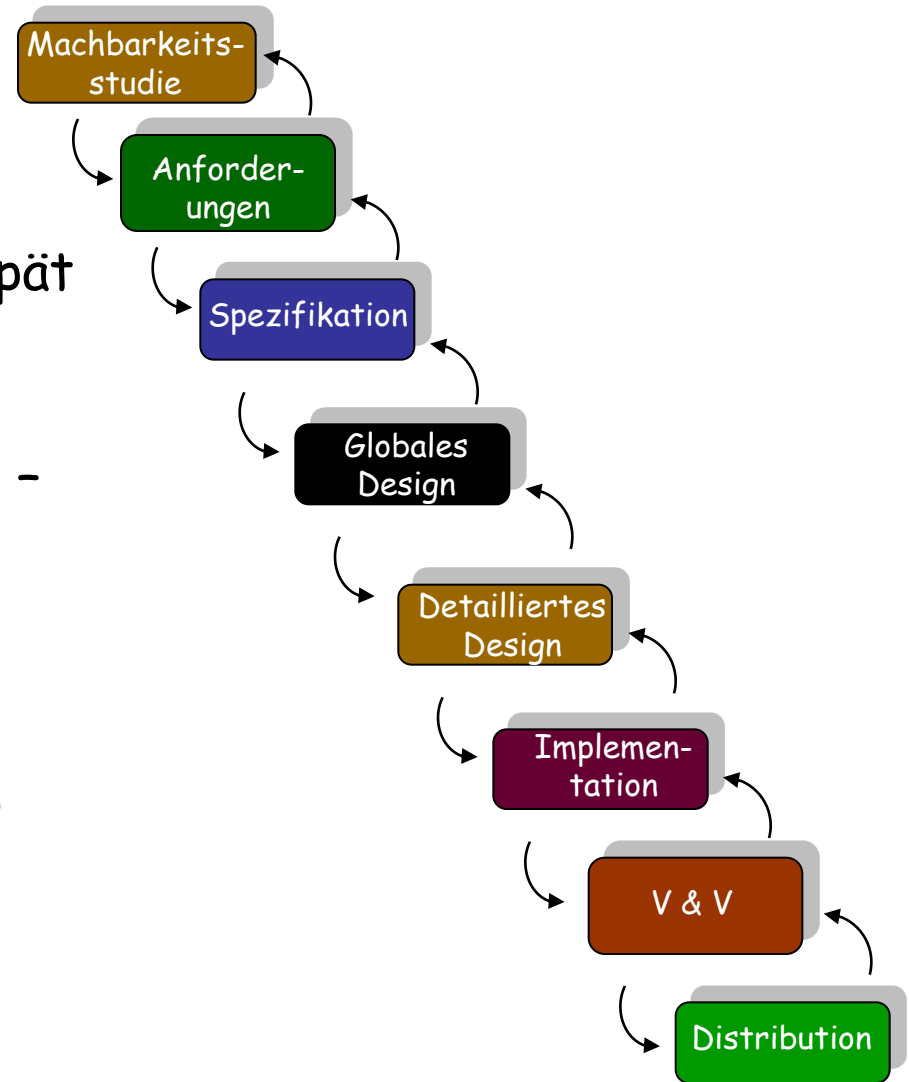 Machbarkeits-
studie
Anforder-
ungen
Spezifikation
Globales
Design
-
Detailliertes
Design
Implemen-
tation
V & V
Distribution